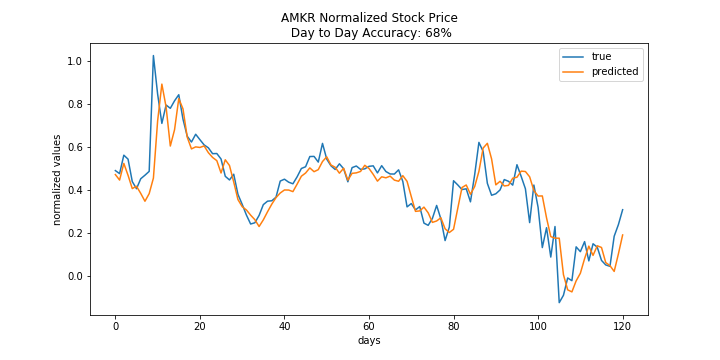 AMKR Normalized Stock Price
Day to Day Accuracy: 68%
true
predicted
normalized values
1.0
0.8
0.6
0.4
0.2
0.0
0
20
40
60
80
100
120
days